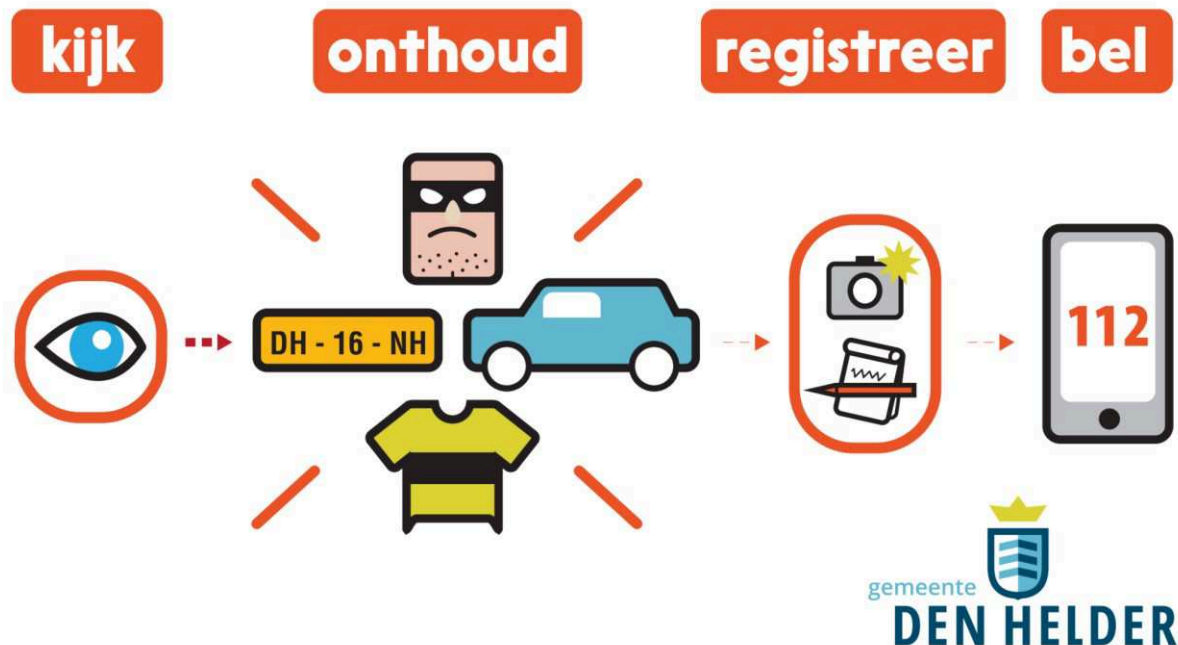 kijk
onthoud
registreer
bel
DH - 16 - NH
112
gemeente
DEN HELDER